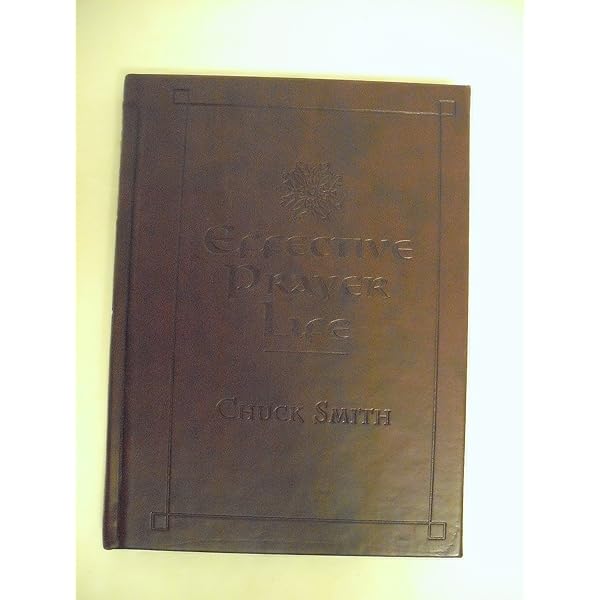 Effective
Prayer
Life
Chuck Smith